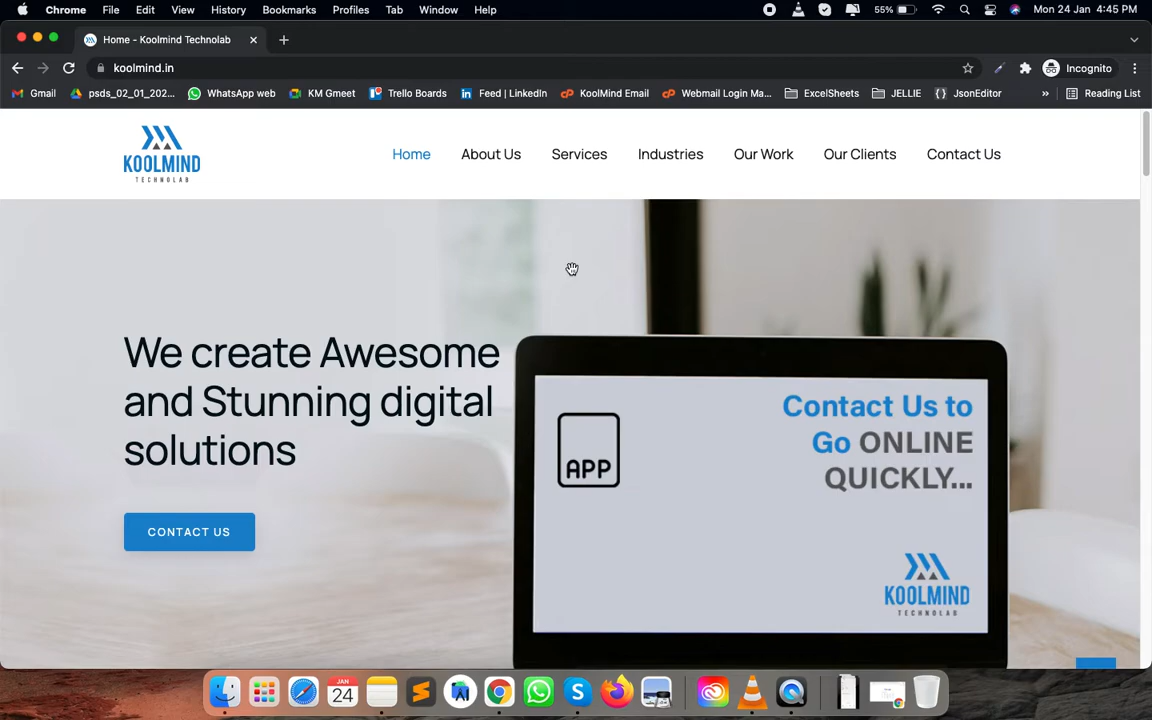 Chrome File Edit View History Bookmarks Profiles Tab Window Help 55% Mon 24 Jan 4:45 PM
Home - Koolmind Technolab
koolmind.in Incognito
Gmail psds_02_01_202... WhatsApp web KM Gmeet Trello Boards Feed | LinkedIn KoolMind Email Webmail Login Ma... ExcelSheets JELLIE JsonEditor » Reading List
KOOLMIND
TECHNOLAB
Home About Us Services Industries Our Work Our Clients Contact Us
We create Awesome
and Stunning digital
solutions
CONTACT US
APP
Contact Us to
Go ONLINE
QUICKLY...
KOOLMIND
TECHNOLAB
JAN
24